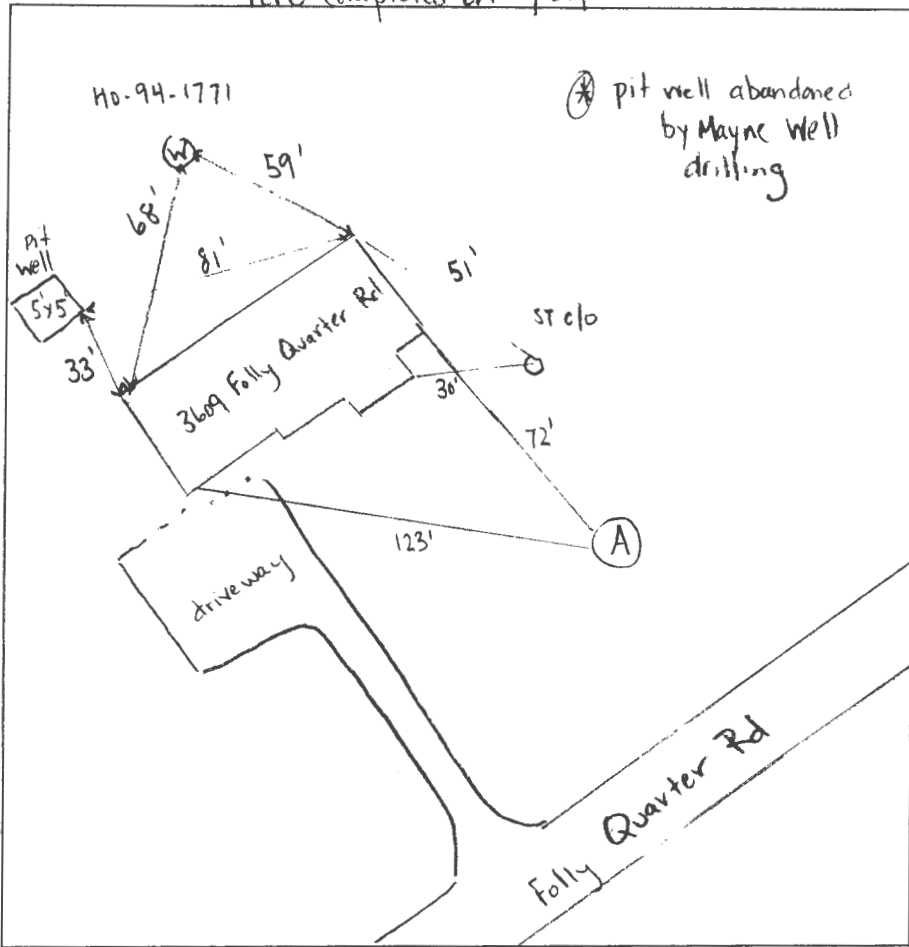 HO-94-1771
* pit well abandoned
by Mayne Well
drilling
W
59'
68'
81'
pit
well
5'x5'
33'
51'
ST c/o
3609 Folly Quarter Rd
30'
72'
A
123'
driveway
Folly Quarter Rd